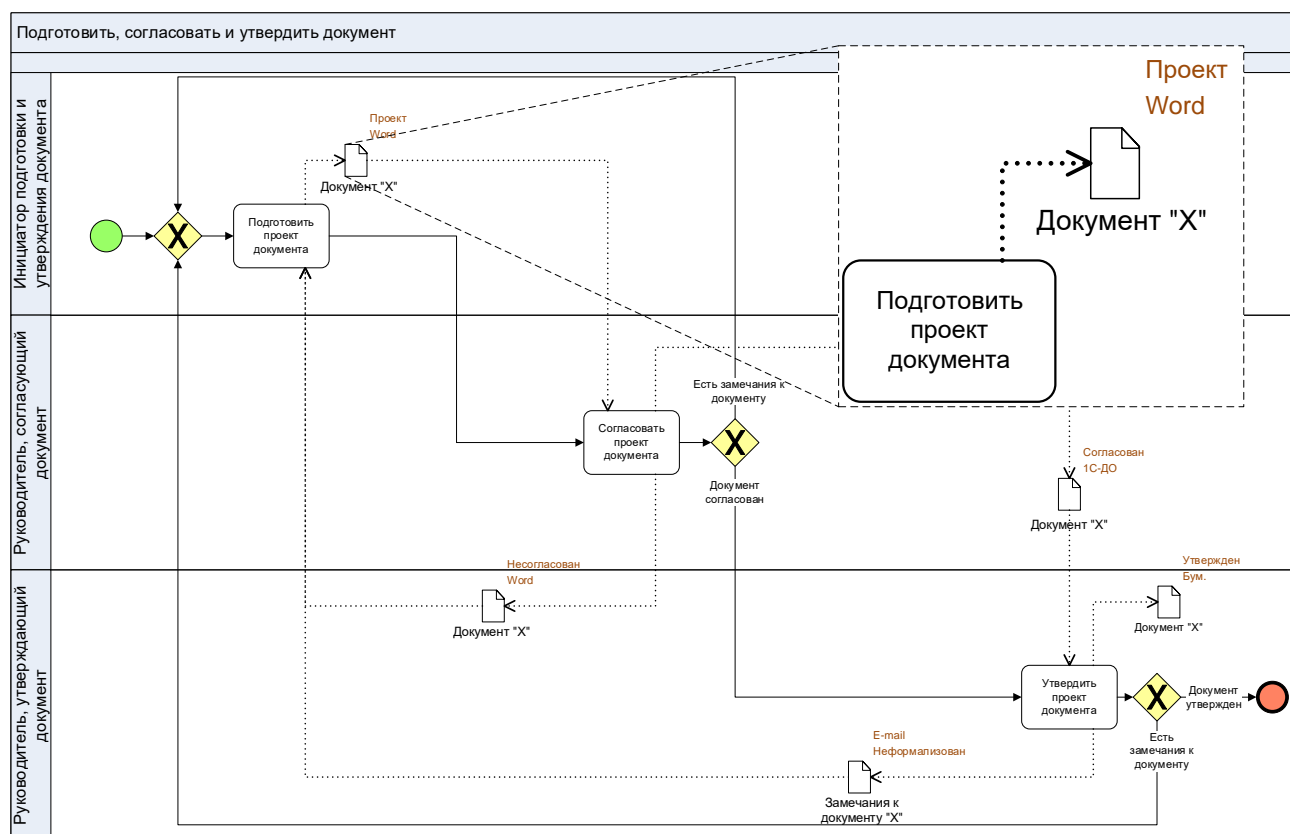 Подготовить, согласовать и утвердить документ
Инициатор подготовки и
утверждения документа
Проект
Word
Документ "X"
X
Подготовить
проект
документа
Проект
Word
Документ "X"
Подготовить
проект
документа
Руководитель, согласующий
документ
Есть замечания к
документу
Согласовать
проект
документа
X
Документ
согласован
Согласован
1С-ДО
Документ "X"
Руководитель, утверждающий
документ
Несогласован
Word
Документ "X"
Утвержден
Бум.
Документ "X"
Утвердить
проект
документа
X
Документ
утвержден
Есть
замечания к
документу
E-mail
Неформализован
Замечания к
документу "X"